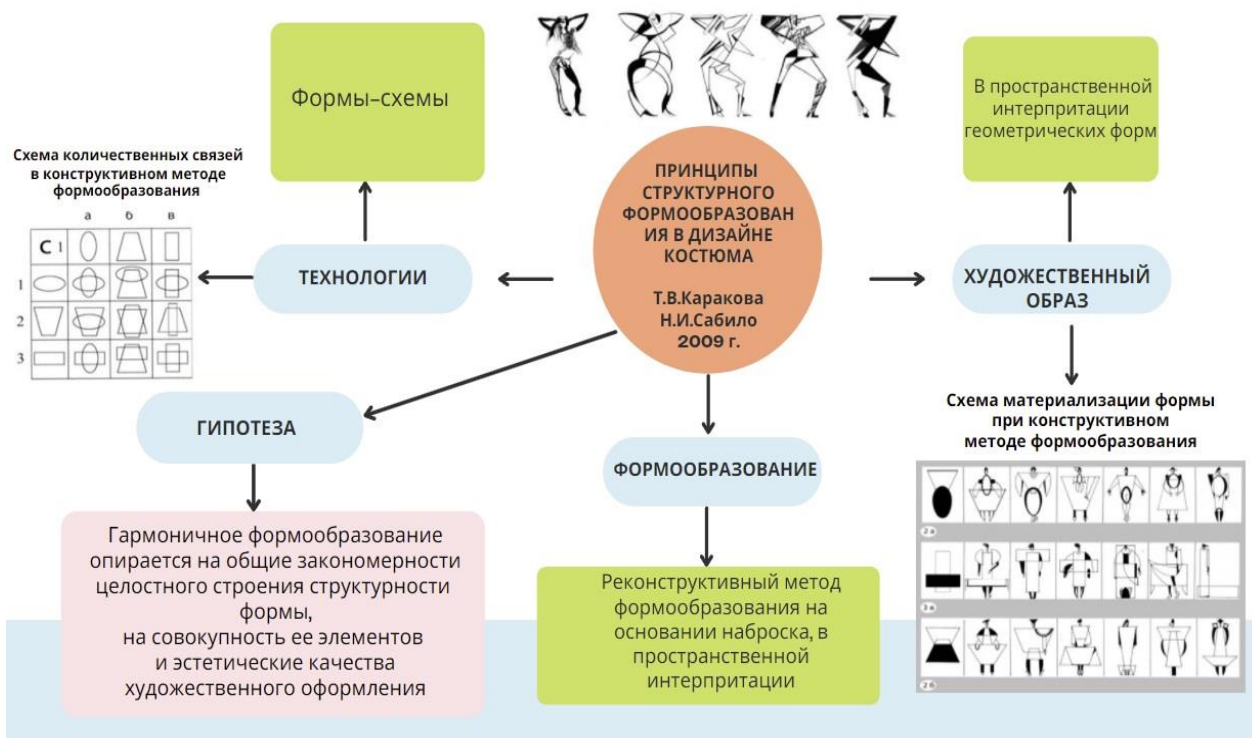 Формы–схемы
В пространственной
интерпритации
геометрических форм
Схема количественных связей
в конструктивном методе
формообразования
а б в
С 1
1
2
3
ПРИНЦИПЫ
СТРУКТУРНОГО
ФОРМООБРАЗОВАН
ИЯ В ДИЗАЙНЕ
КОСТЮМА
Т.В.Каракова
Н.И.Сабило
2009 г.
ТЕХНОЛОГИИ
ХУДОЖЕСТВЕННЫЙ
ОБРАЗ
ГИПОТЕЗА
ФОРМООБРАЗОВАНИЕ
Схема материализации формы
при конструктивном
методе формообразования
2а
3а
2б
Гармоничное формообразование
опирается на общие закономерности
целостного строения структурности
формы,
на совокупность ее элементов
и эстетические качества
художественного оформления
Реконструктивный метод
формообразования на
основании наброска, в
пространственной
интерпритации